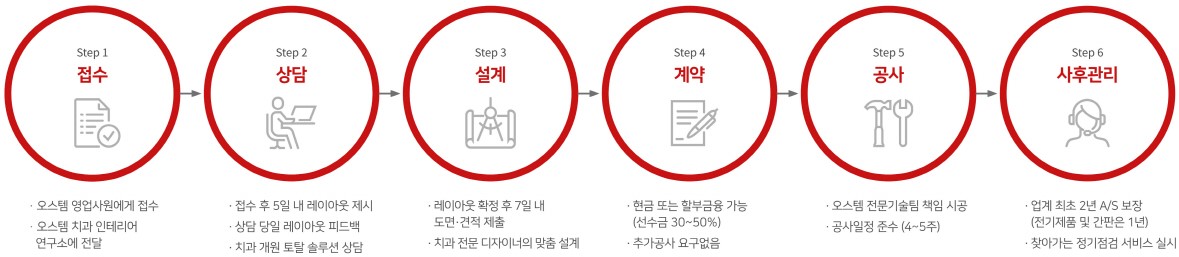 Step 1
접수
· 오스템 영업사원에게 접수
· 오스템 치과 인테리어
연구소에 전달
Step 2
상담
· 접수 후 5일 내 레이아웃 제시
· 상담 당일 레이아웃 피드백
· 치과 개원 토탈 솔루션 상담
Step 3
설계
· 레이아웃 확정 후 7일 내
도면·견적 제출
· 치과 전문 디자이너의 맞춤 설계
Step 4
계약
· 현금 또는 할부금융 가능
(선수금 30~50%)
· 추가공사 요구없음
Step 5
공사
· 오스템 전문기술팀 책임 시공
· 공사일정 준수 (4~5주)
Step 6
사후관리
· 업계 최초 2년 A/S 보장
(전기제품 및 간판은 1년)
· 찾아가는 정기점검 서비스 실시